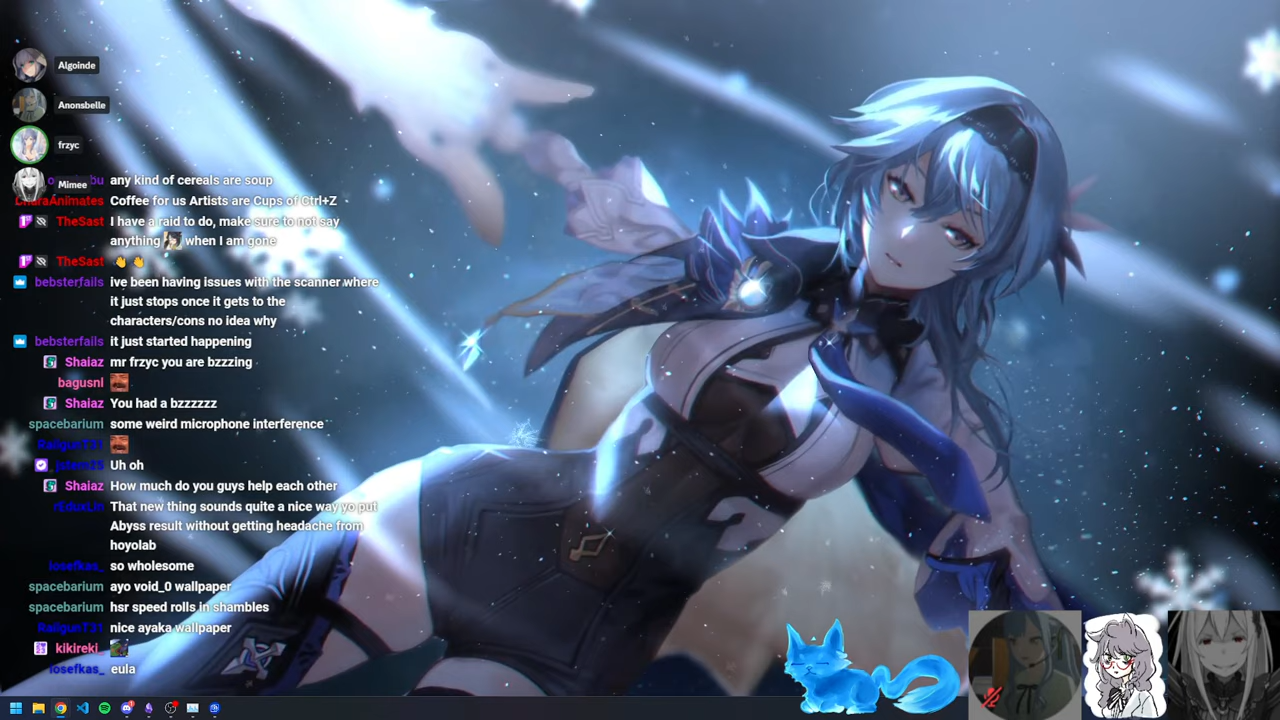 Algoinde
Anonsbelle
frzyc
Mimee
any kind of cereals are soup
Coffee for us Artists are Cups of Ctrl+Z
TheSast I have a raid to do, make sure to not say
anything when I am gone
TheSast
bebsterfails Ive been having issues with the scanner where
it just stops once it gets to the
characters/cons no idea why
bebsterfails it just started happening
Shaiaz mr frzyc you are bzzzing
bagusnl
Shaiaz You had a bzzzzzz
spacebarium some weird microphone interference
RailgunT31
Uh oh
Shaiaz How much do you guys help each other
rEduxUn That new thing sounds quite a nice way yo put
Abyss result without getting headache from
hoyolab
losefkas_ so wholesome
spacebarium ayo void_0 wallpaper
spacebarium hsr speed rolls in shambles
RailgunT31 nice ayaka wallpaper
kikireki_
losefkas_ eula